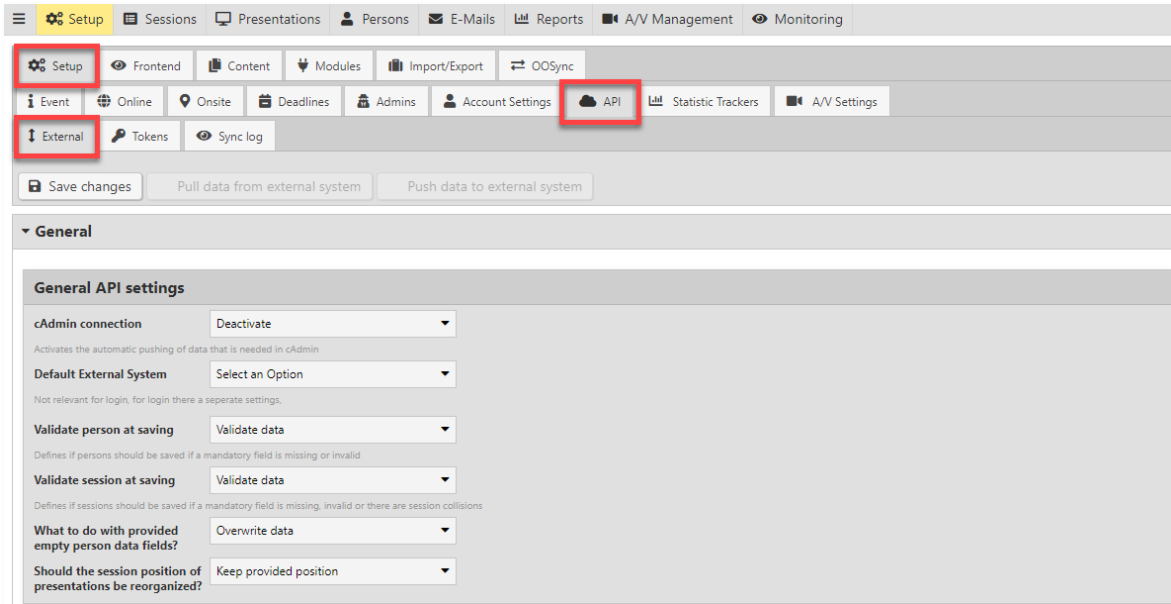 Setup Sessions Presentations Persons E-Mails Reports A/V Management Monitoring
Setup Frontend Content Modules Import/Export OOSync
Event Online Onsite Deadlines Admins Account Settings API Statistic Trackers A/V Settings
External Tokens Sync log
Save changes Pull data from external system Push data to external system
General
General API settings
cAdmin connection Deactivate
Activates the automatic pushing of data that is needed in cAdmin
Default External System Select an Option
Not relevant for login, for login there a seperate settings.
Validate person at saving Validate data
Defines if persons should be saved if a mandatory field is missing or invalid
Validate session at saving Validate data
Defines if sessions should be saved if a mandatory field is missing, invalid or there are session collisions
What to do with provided Overwrite data
empty person data fields?
Should the session position of Keep provided position
presentations be reorganized?